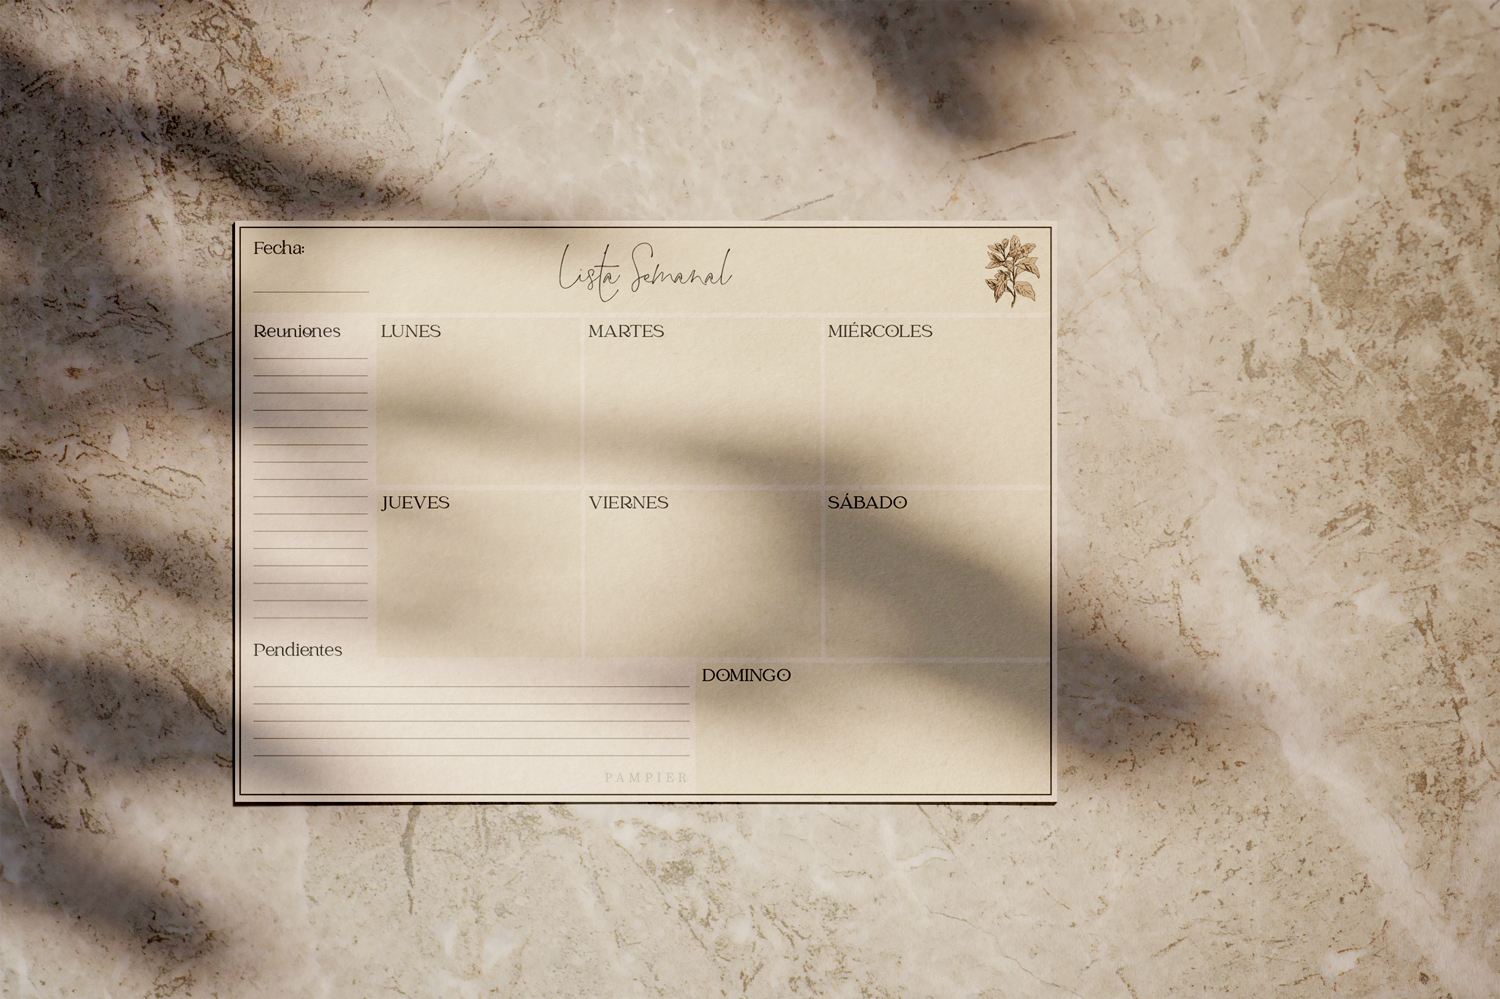 Fecha:
Lista Semanal
Reuniones
LUNES
MARTES
MIÉRCOLES
JUEVES
VIERNES
SÁBADO
Pendientes
DOMINGO
PAMPIER